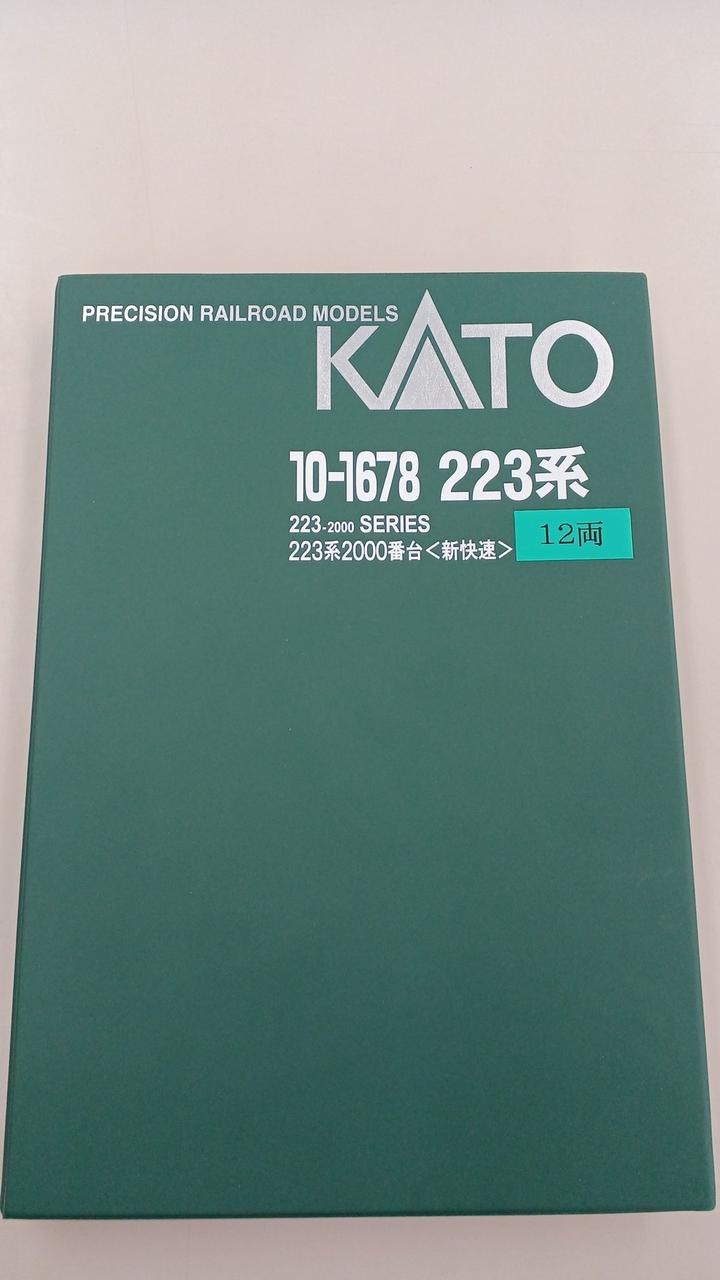 PRECISION RAILROAD MODELS
KATO
10-1678 223系
223-2000 SERIES
223系2000番台<新快速>
12両